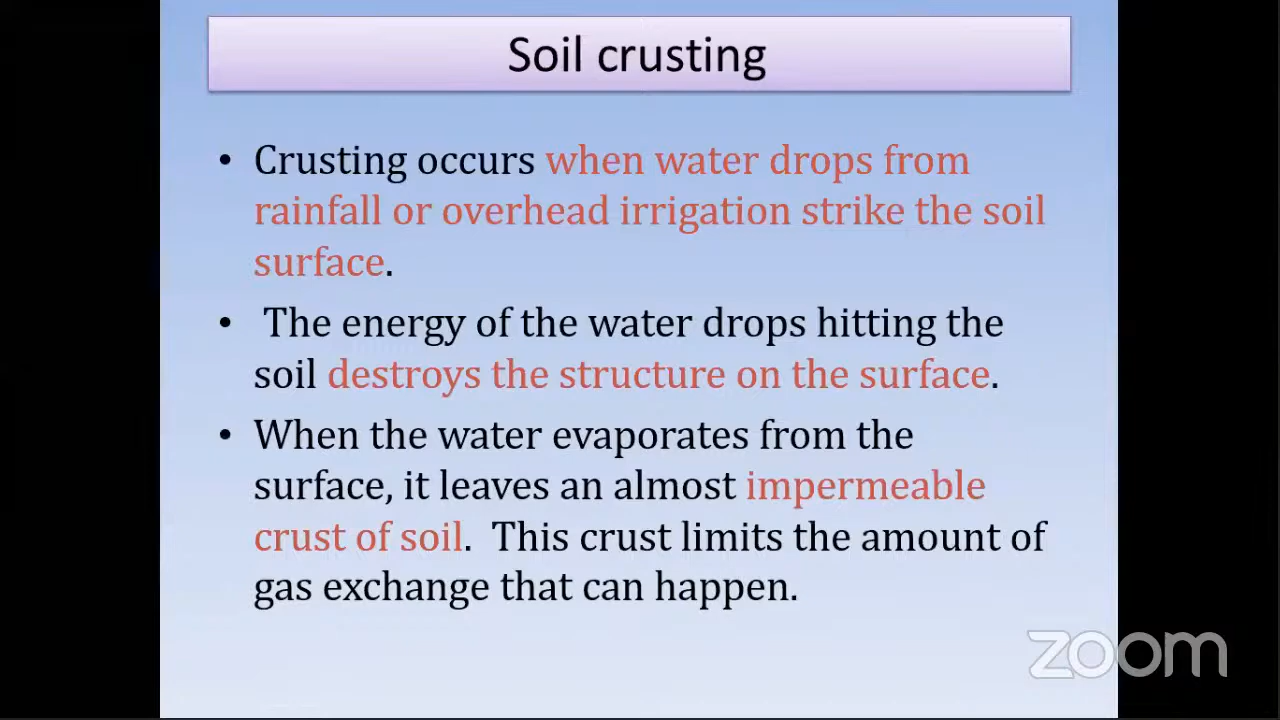 Soil crusting
• Crusting occurs when water drops from
rainfall or overhead irrigation strike the soil
surface.
• The energy of the water drops hitting the
soil destroys the structure on the surface.
• When the water evaporates from the
surface, it leaves an almost impermeable
crust of soil. This crust limits the amount of
gas exchange that can happen.
zoom